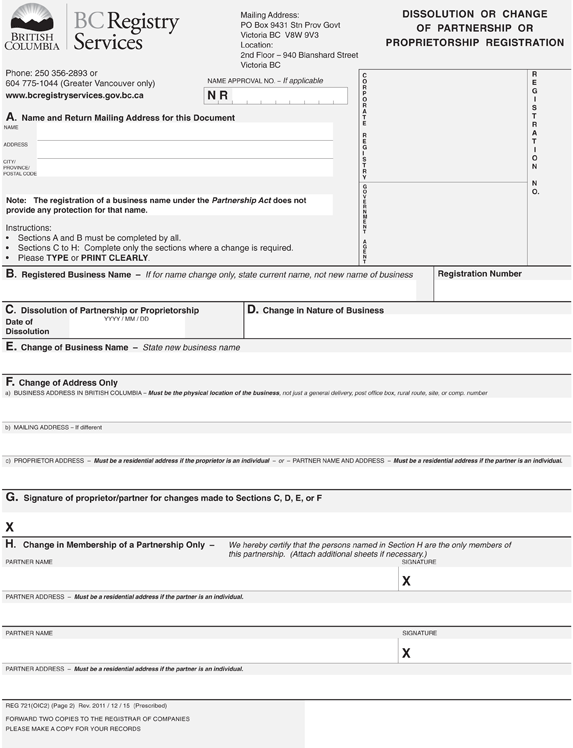 BRITISH
COLUMBIA
BC Registry
Services
Mailing Address:
PO Box 9431 Stn Prov Govt
Victoria BC V8W 9V3
Location:
2nd Floor – 940 Blanshard Street
Victoria BC
DISSOLUTION OR CHANGE
OF PARTNERSHIP OR
PROPRIETORSHIP REGISTRATION
Phone: 250 356-2893 or
604 775-1044 (Greater Vancouver only)
www.bcregistryservices.gov.bc.ca
NAME APPROVAL NO. – If applicable
N R
CORPORATE REGISTRY
GOVERNMENT AGENT
REGISTRATION NO.
A. Name and Return Mailing Address for this Document
NAME
ADDRESS
CITY/
PROVINCE/
POSTAL CODE
Note: The registration of a business name under the Partnership Act does not
provide any protection for that name.
Instructions:
• Sections A and B must be completed by all.
• Sections C to H: Complete only the sections where a change is required.
• Please TYPE or PRINT CLEARLY.
B. Registered Business Name – If for name change only, state current name, not new name of business
Registration Number
C. Dissolution of Partnership or Proprietorship
YYYY / MM / DD
Date of
Dissolution
D. Change in Nature of Business
E. Change of Business Name – State new business name
F. Change of Address Only
a) BUSINESS ADDRESS IN BRITISH COLUMBIA – Must be the physical location of the business, not just a general delivery, post office box, rural route, site, or comp. number
b) MAILING ADDRESS – If different
c) PROPRIETOR ADDRESS – Must be a residential address if the proprietor is an individual – or – PARTNER NAME AND ADDRESS – Must be a residential address if the partner is an individual.
G. Signature of proprietor/partner for changes made to Sections C, D, E, or F
X
H. Change in Membership of a Partnership Only – We hereby certify that the persons named in Section H are the only members of
this partnership. (Attach additional sheets if necessary.)
PARTNER NAME
SIGNATURE
X
PARTNER ADDRESS – Must be a residential address if the partner is an individual.
PARTNER NAME
SIGNATURE
X
PARTNER ADDRESS – Must be a residential address if the partner is an individual.
REG 721(OIC2) (Page 2) Rev. 2011 / 12 / 15 (Prescribed)
FORWARD TWO COPIES TO THE REGISTRAR OF COMPANIES
PLEASE MAKE A COPY FOR YOUR RECORDS